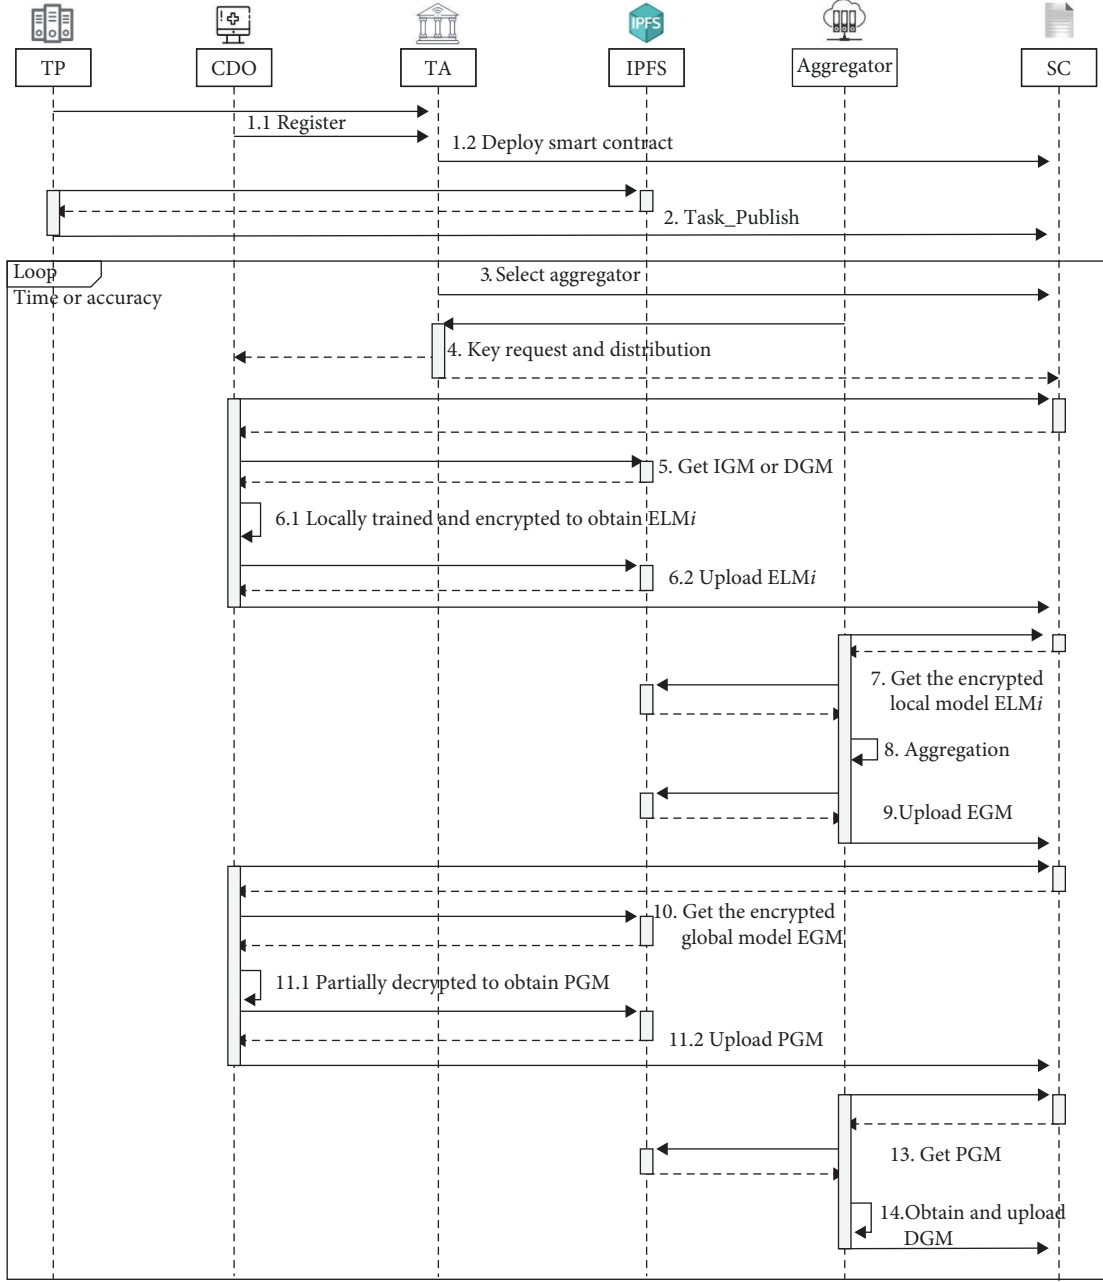 IPFS
TP
CDO
TA
IPFS
Aggregator
SC
1.1 Register
1.2 Deploy smart contract
2. Task_Publish
Loop
Time or accuracy
3. Select aggregator
4. Key request and distribution
5. Get IGM or DGM
6.1 Locally trained and encrypted to obtain ELMi
6.2 Upload ELMi
7. Get the encrypted
local model ELMi
8. Aggregation
9.Upload EGM
10. Get the encrypted
global model EGM
11.1 Partially decrypted to obtain PGM
11.2 Upload PGM
13. Get PGM
14.Obtain and upload
DGM